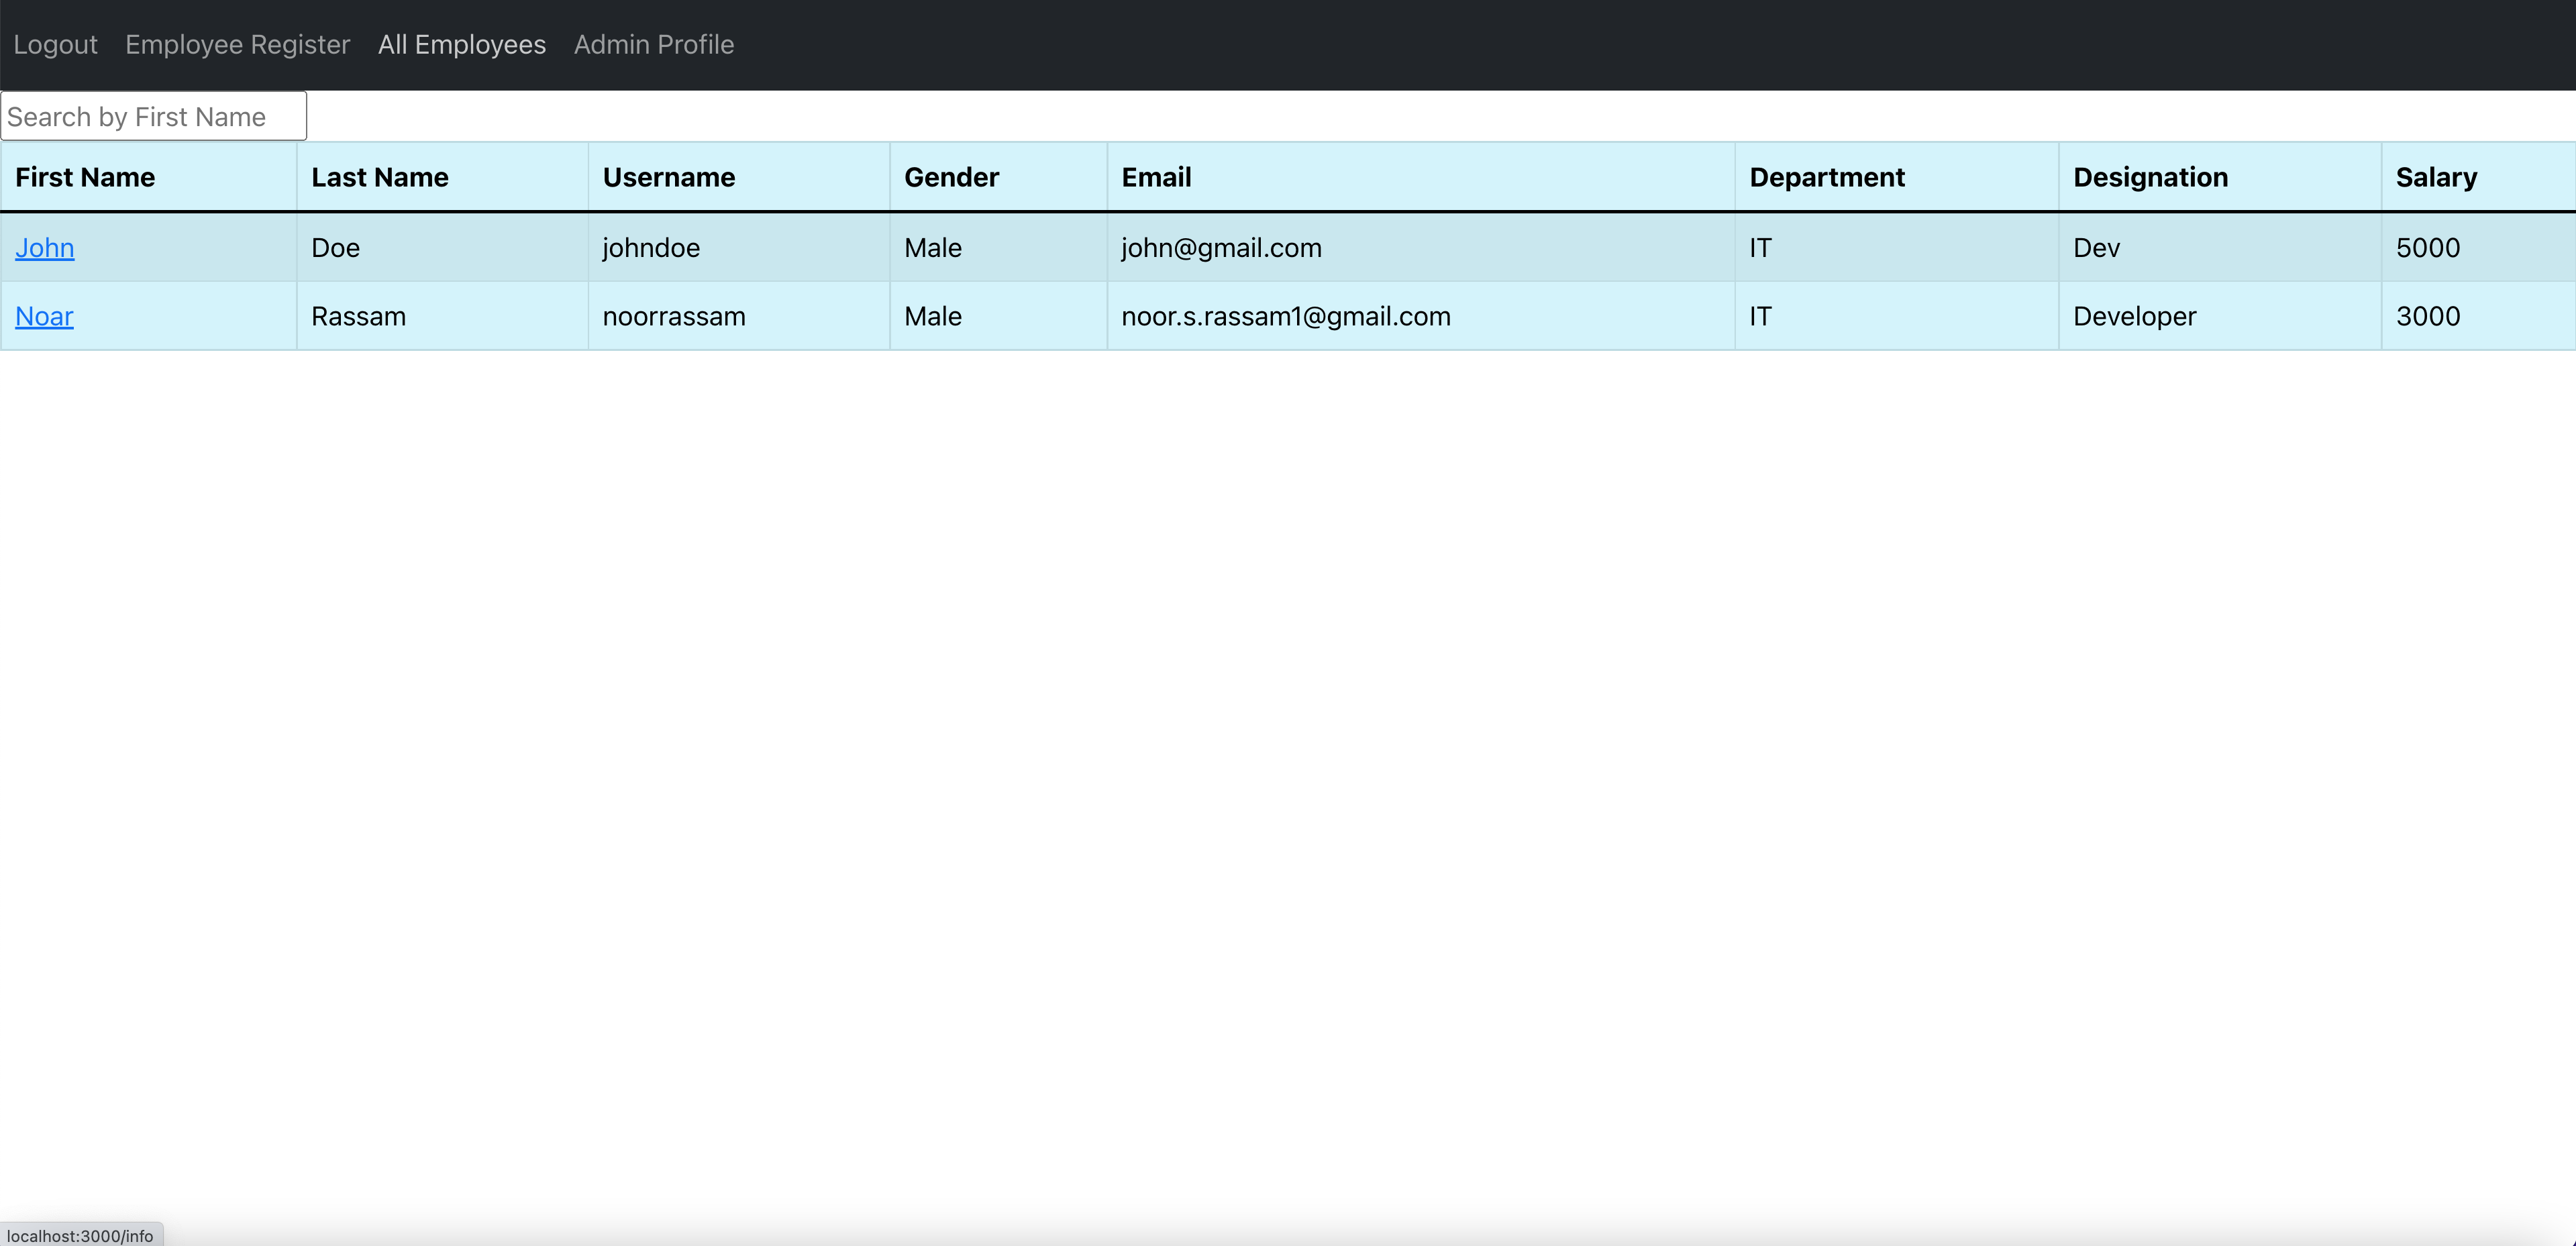 Logout Employee Register All Employees Admin Profile
Search by First Name
First Name Last Name Username Gender Email Department Designation Salary
John Doe johndoe Male john@gmail.com IT Dev 5000
Noar Rassam noorrassam Male noor.s.rassam1@gmail.com IT Developer 3000
localhost:3000/info